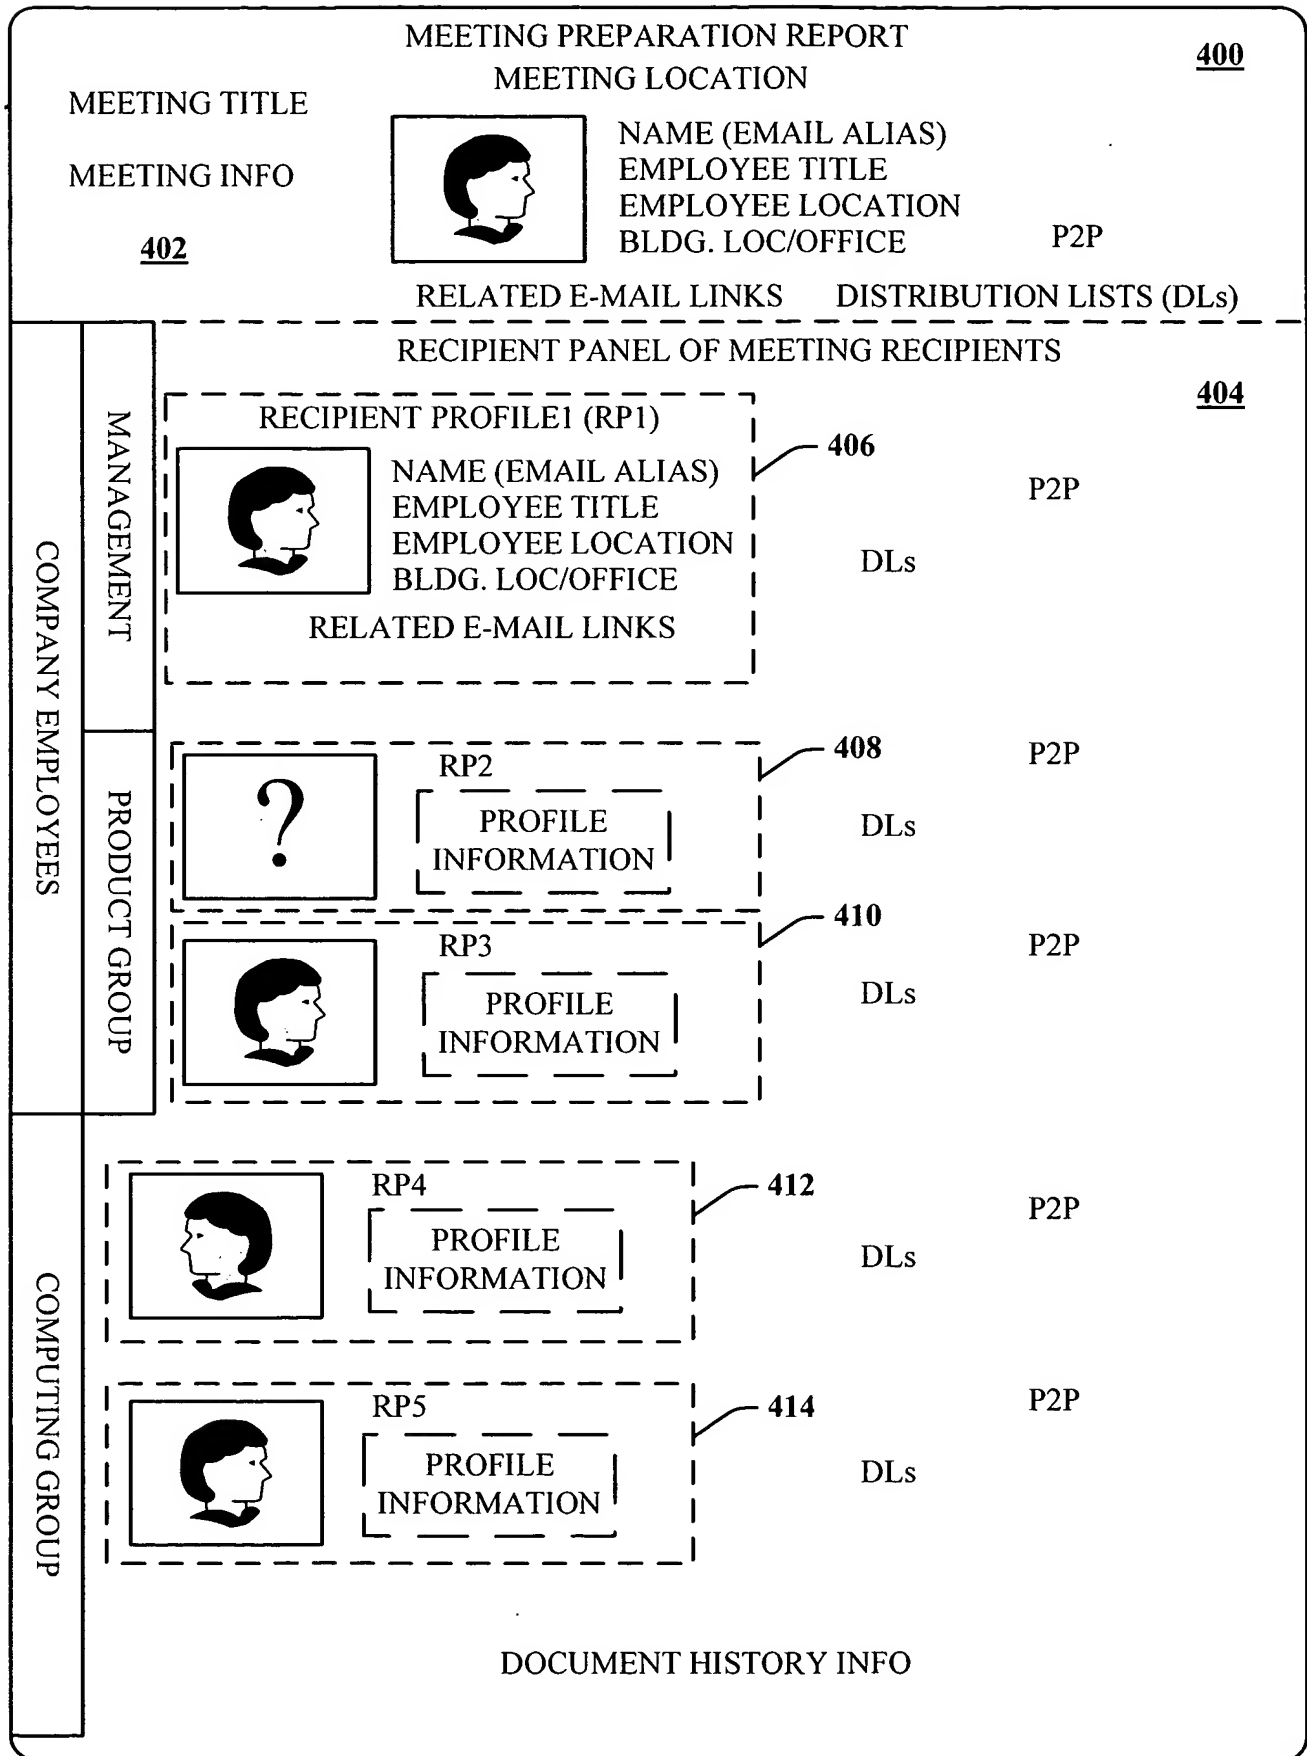 MEETING PREPARATION REPORT
400
MEETING LOCATION
MEETING TITLE
MEETING INFO
402
NAME (EMAIL ALIAS)
EMPLOYEE TITLE
EMPLOYEE LOCATION
BLDG. LOC/OFFICE
P2P
RELATED E-MAIL LINKS
DISTRIBUTION LISTS (DLs)
RECIPIENT PANEL OF MEETING RECIPIENTS
404
COMPANY EMPLOYEES
MANAGEMENT
RECIPIENT PROFILE1 (RP1)
406
NAME (EMAIL ALIAS)
EMPLOYEE TITLE
EMPLOYEE LOCATION
BLDG. LOC/OFFICE
RELATED E-MAIL LINKS
P2P
DLs
PRODUCT GROUP
?
RP2
PROFILE
INFORMATION
408
P2P
DLs
RP3
PROFILE
INFORMATION
410
P2P
DLs
COMPUTING GROUP
RP4
PROFILE
INFORMATION
412
P2P
DLs
RP5
PROFILE
INFORMATION
414
P2P
DLs
DOCUMENT HISTORY INFO